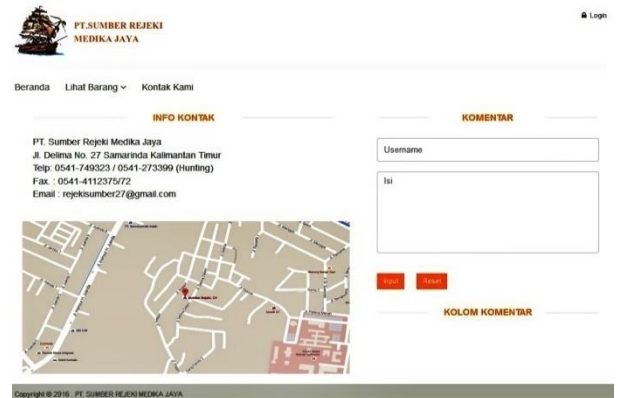 PT.SUMBER REJEKI
MEDIKA JAYA
Login
Beranda Lihat Barang Kontak Kami
INFO KONTAK
PT. Sumber Rejeki Medika Jaya
Jl. Delima No. 27 Samarinda Kalimantan Timur
Telp: 0541-749323 / 0541-273399 (Hunting)
Fax. : 0541-4112375/72
Email : rejekisumber27@gmail.com
KOMENTAR
Username
Isi
Input Reset
KOLOM KOMENTAR
Copyright © 2016 PT. SUMBER REJEKI MEDIKA JAYA